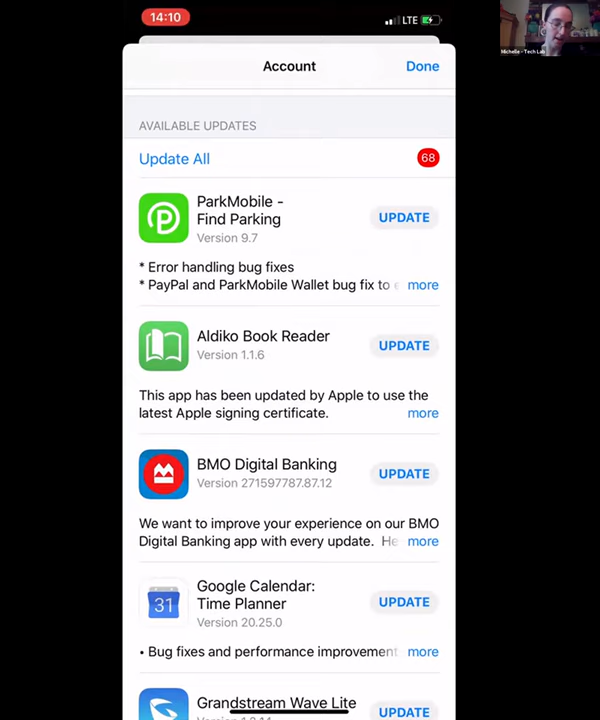 14:10
LTE
Michelle - Tech Lab
Account
Done
AVAILABLE UPDATES
Update All
68
ParkMobile -
Find Parking
Version 9.7
UPDATE
* Error handling bug fixes
* PayPal and ParkMobile Wallet bug fix to
more
Aldiko Book Reader
Version 1.1.6
UPDATE
This app has been updated by Apple to use the
latest Apple signing certificate.
more
BMO Digital Banking
Version 271597787.87.12
UPDATE
We want to improve your experience on our BMO
Digital Banking app with every update. He
more
31
Google Calendar:
Time Planner
Version 20.25.0
UPDATE
• Bug fixes and performance improvement
more
Grandstream Wave Lite
UPDATE